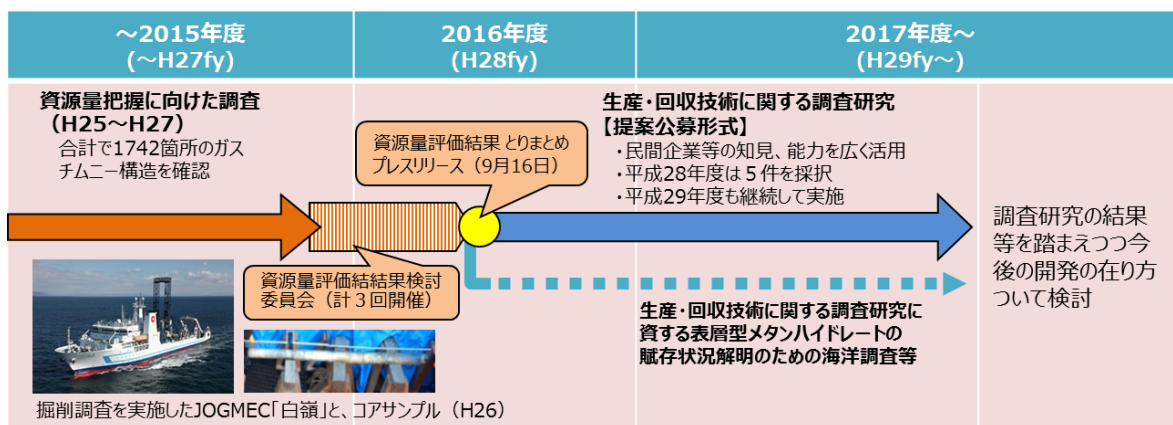 ～2015年度
(～H27fy)
2016年度
(H28fy)
2017年度～
(H29fy～)
資源量把握に向けた調査
（H25～H27）
合計で1742箇所のガス
チムニー構造を確認
資源量評価結果 とりまとめ
プレスリリース（9月16日）
生産・回収技術に関する調査研究
【提案公募形式】
・民間企業等の知見、能力を広く活用
・平成28年度は５件を採択
・平成29年度も継続して実施
資源量評価結結果検討
委員会（計３回開催）
生産・回収技術に関する調査研究に
資する表層型メタンハイドレートの
賦存状況解明のための海洋調査等
調査研究の結果
等を踏まえつつ今
後の開発の在り方
ついて検討
掘削調査を実施したJOGMEC「白嶺」と、コアサンプル（H26）